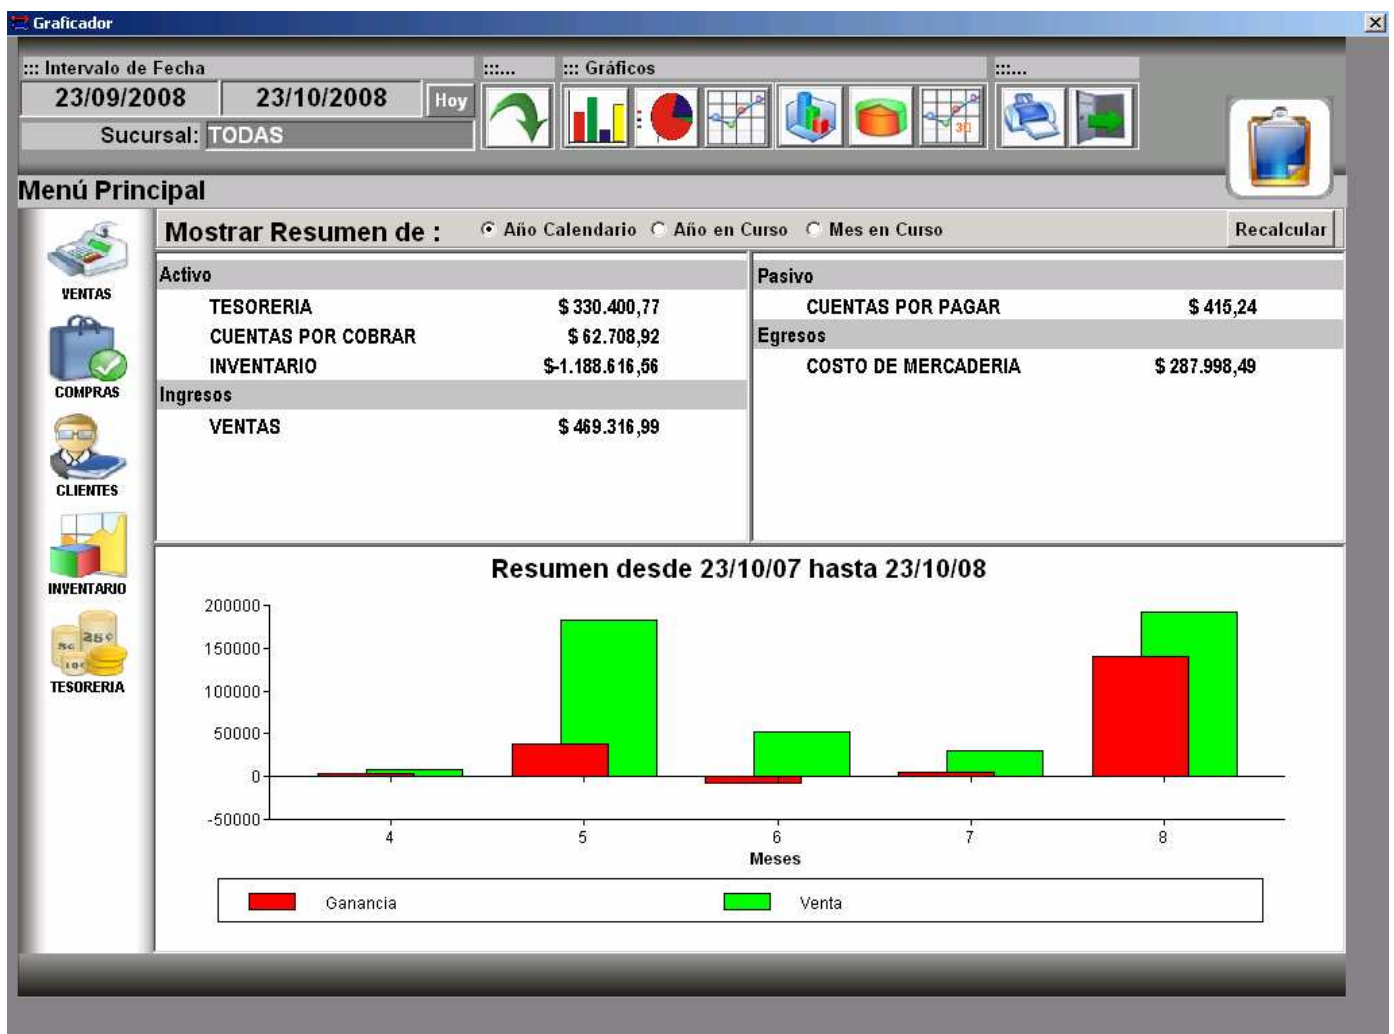 Graficador
::: Intervalo de Fecha
:::...
::: Gráficos
:::...
23/09/2008
23/10/2008
Hoy
Sucursal: TODAS
3D
Menú Principal
Mostrar Resumen de :
Año Calendario
Año en Curso
Mes en Curso
Recalcular
VENTAS
COMPRAS
CLIENTES
INVENTARIO
25¢
5¢
10¢
TESORERIA
Activo
TESORERIA $ 330.400,77
CUENTAS POR COBRAR $ 62.708,92
INVENTARIO $-1.188.616,56
Ingresos
VENTAS $ 469.316,99
Pasivo
CUENTAS POR PAGAR $ 415,24
Egresos
COSTO DE MERCADERIA $ 287.998,49
Resumen desde 23/10/07 hasta 23/10/08
200000
150000
100000
50000
0
-50000
4 5 6 7 8
Meses
Ganancia
Venta